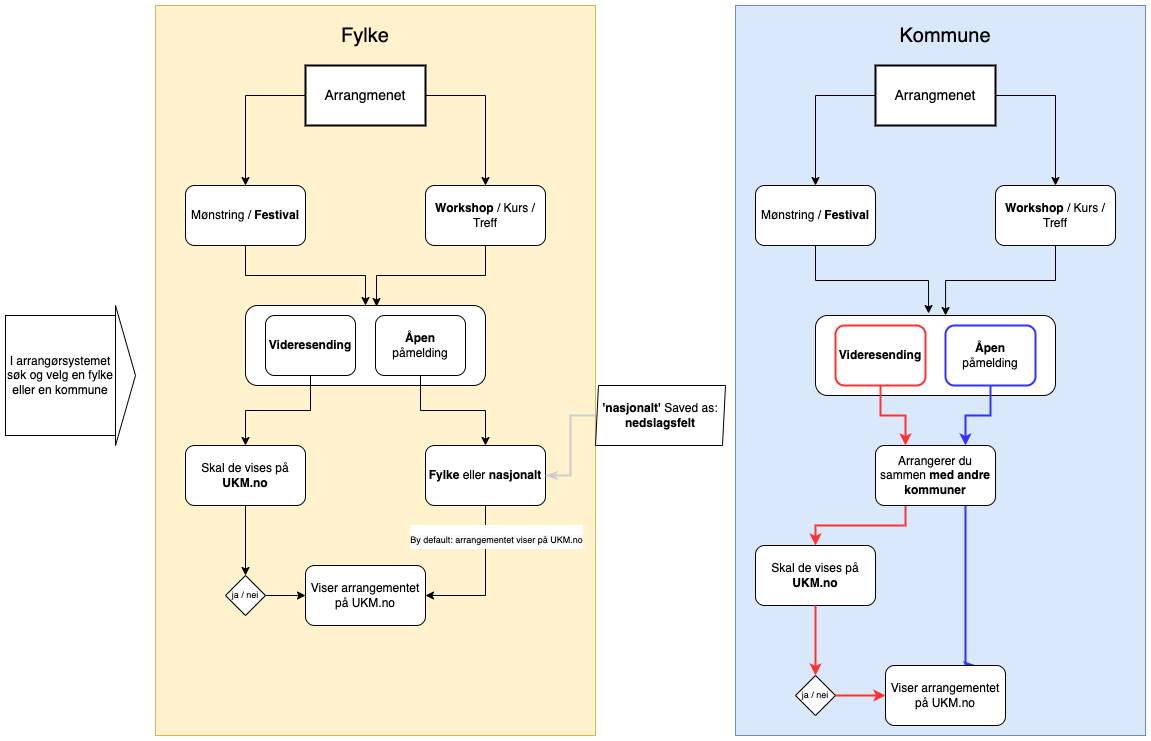 I arrangørsystemet
søk og velg en fylke
eller en kommune
Fylke
Arrangmenet
Mønstring / Festival
Workshop / Kurs /
Treff
Videresending
Åpen
påmelding
Skal de vises på
UKM.no
Fylke eller nasjonalt
'nasjonalt' Saved as:
nedslagsfelt
By default: arrangementet viser på UKM.no
ja / nei
Viser arrangementet
på UKM.no
Kommune
Arrangmenet
Mønstring / Festival
Workshop / Kurs /
Treff
Videresending
Åpen
påmelding
Arrangerer du
sammen med andre
kommuner
Skal de vises på
UKM.no
ja / nei
Viser arrangementet
på UKM.no